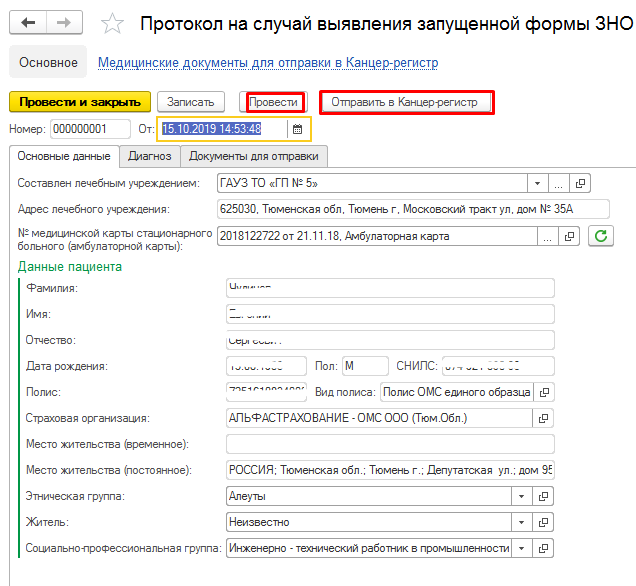 Протокол на случай выявления запущенной формы ЗНО
Основное Медицинские документы для отправки в Канцер-регистр
Провести и закрыть Записать Провести Отправить в Канцер-регистр
Номер: 000000001 От: 15.10.2019 14:53:48
Основные данные Диагноз Документы для отправки
Составлен лечебным учреждением: ГАУЗ ТО «ГП № 5» ...
Адрес лечебного учреждения: 625030, Тюменская обл, Тюмень г, Московский тракт ул, дом № 35А
№ медицинской карты стационарного
больного (амбулаторной карты): 2018122722 от 21.11.18, Амбулаторная карта ...
Данные пациента
Фамилия:
Имя:
Отчество:
Дата рождения: Пол: М СНИЛС:
Полис: Вид полиса: Полис ОМС единого образца
Страховая организация: АЛЬФАСТРАХОВАНИЕ - ОМС ООО (Тюм.Обл.)
Место жительства (временное):
Место жительства (постоянное): РОССИЯ; Тюменская обл.; Тюмень г.; Депутатская ул.; дом 95
Этническая группа: Алеуты
Житель: Неизвестно
Социально-профессиональная группа: Инженерно - технический работник в промышленности